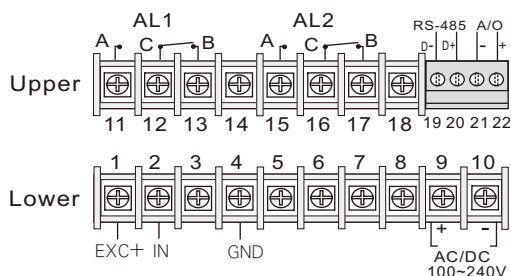 AL1 AL2
RS-485 A/O
A C B A C B D- D+ - +
Upper
11 12 13 14 15 16 17 18 19 20 21 22
1 2 3 4 5 6 7 8 9 10
Lower
+ -
EXC+ IN GND
AC/DC
100~240V